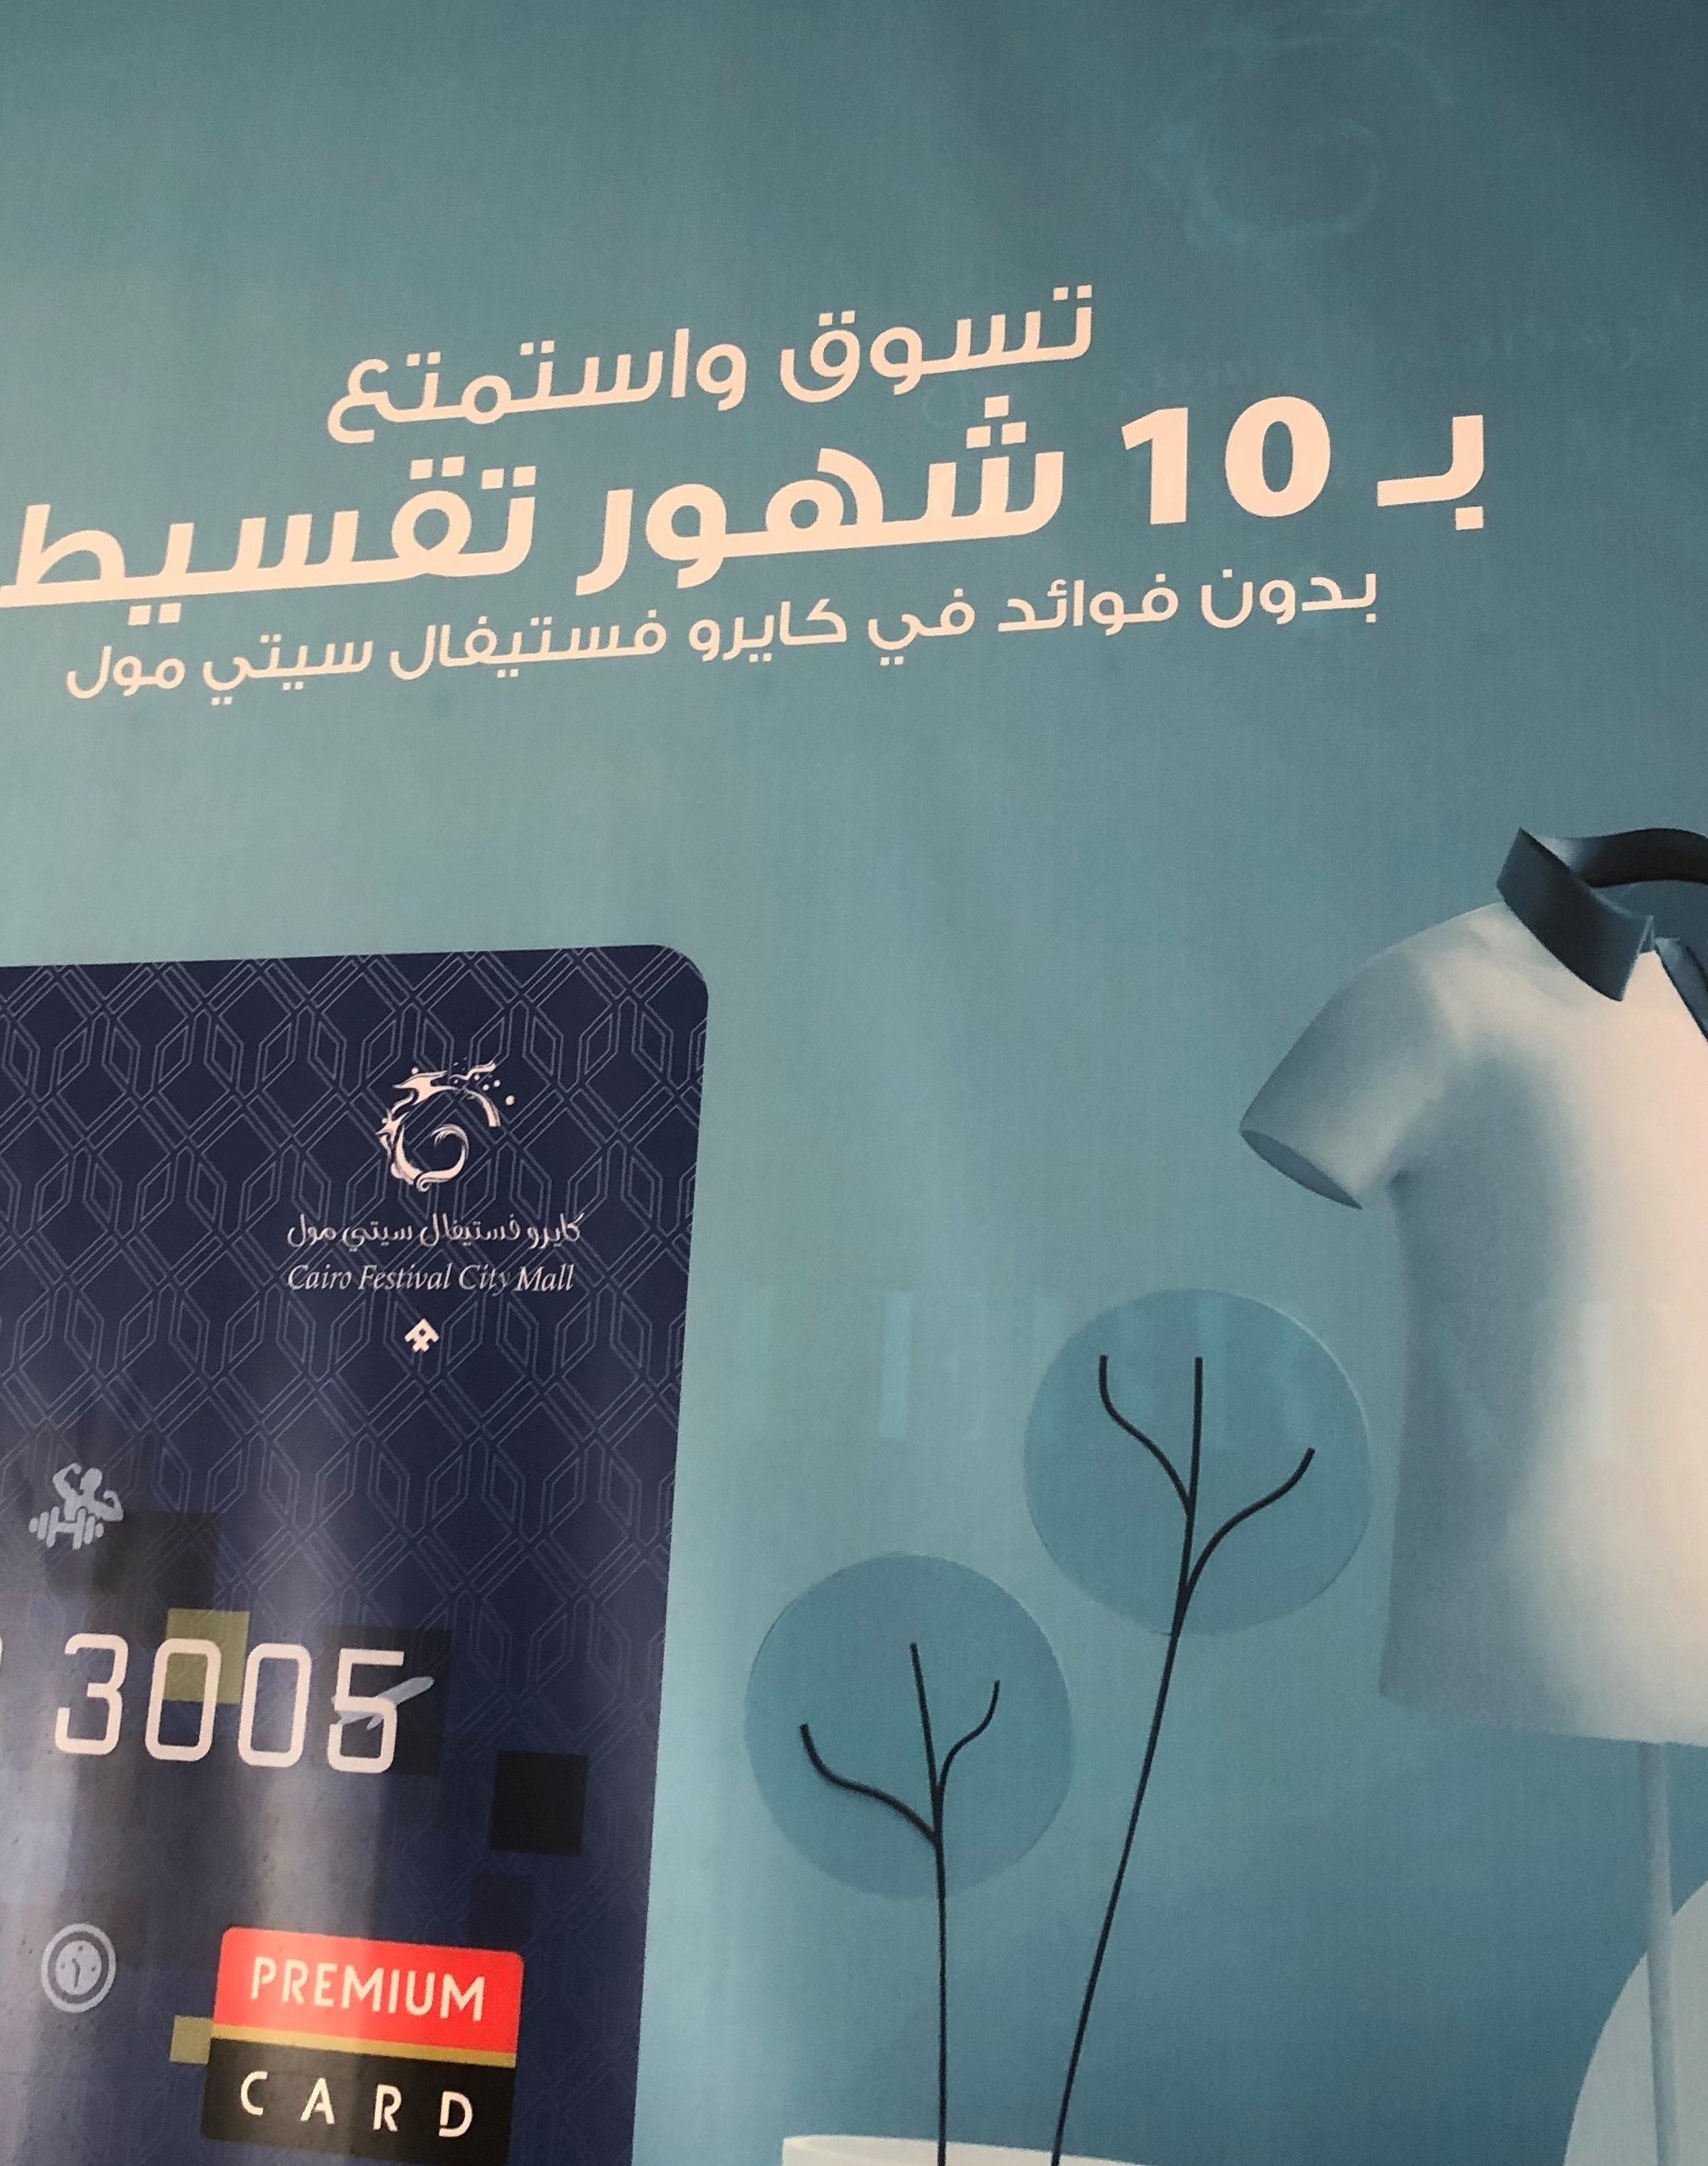 تسوق واستمتع
بـ 10 شهور تقسيط
بدون فوائد في كايرو فستيفال سيتي مول
كايرو فستيفال سيتي مول
Cairo Festival City Mall
3005
PREMIUM
CARD